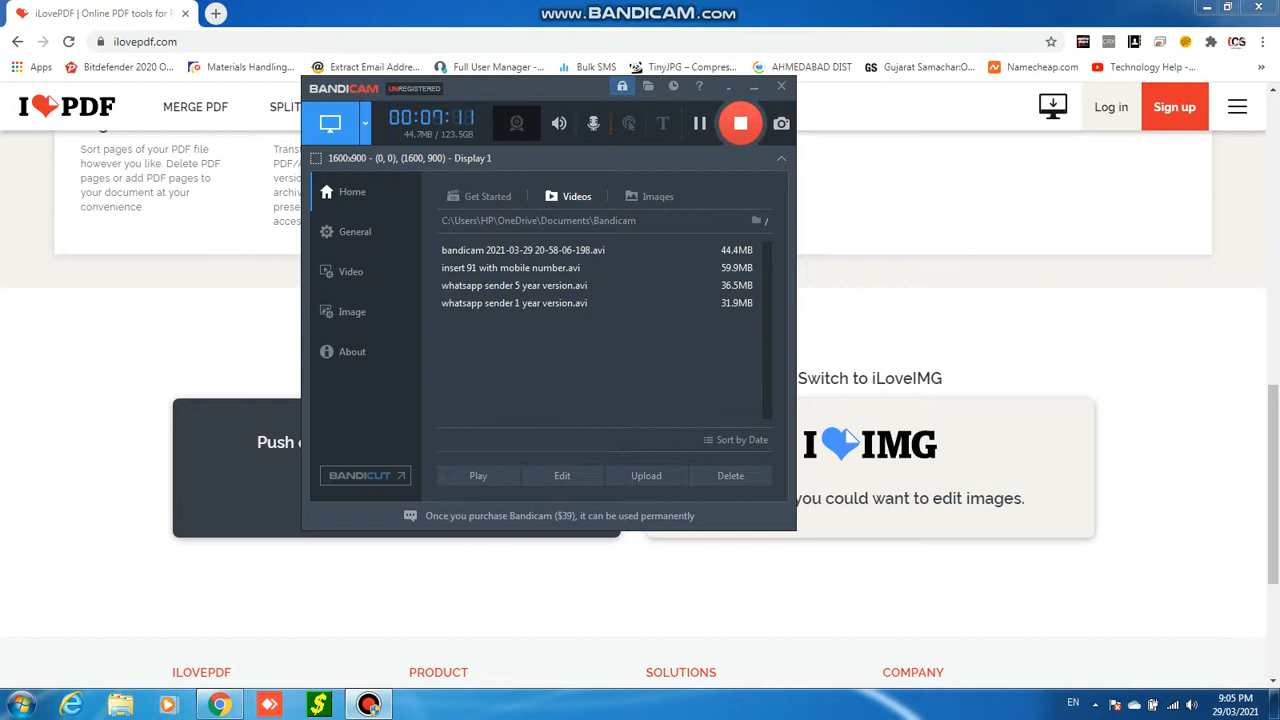 iLovePDF | Online PDF tools for P
www.BANDICAM.com
ilovepdf.com
Apps
Bitdefender 2020 O...
Materials Handling...
Extract Email Addre...
Full User Manager -...
Bulk SMS
TinyJPG – Compres...
AHMEDABAD DIST
GS Gujarat Samachar:O...
Namecheap.com
Technology Help -...
I PDF
MERGE PDF
SPLIT
Log in
Sign up
Sort pages of your PDF file
however you like. Delete PDF
pages or add PDF pages to
your document at your
convenience.
Trans
PDF/A
versio
archiv
prese
acces
BANDICAM UNREGISTERED
44.7MB / 123.5GB
1600x900 - (0, 0), (1600, 900) - Display 1
Home
General
Video
Image
About
BANDICUT
Get Started
Videos
Images
C:\Users\HP\OneDrive\Documents\Bandicam
bandicam 2021-03-29 20-58-06-198.avi 44.4MB
insert 91 with mobile number.avi 59.9MB
whatsapp sender 5 year version.avi 36.5MB
whatsapp sender 1 year version.avi 31.9MB
Sort by Date
Play
Edit
Upload
Delete
Once you purchase Bandicam ($39), it can be used permanently
Push
Switch to iLoveIMG
I IMG
you could want to edit images.
ILOVEPDF
PRODUCT
SOLUTIONS
COMPANY
EN
9:05 PM
29/03/2021